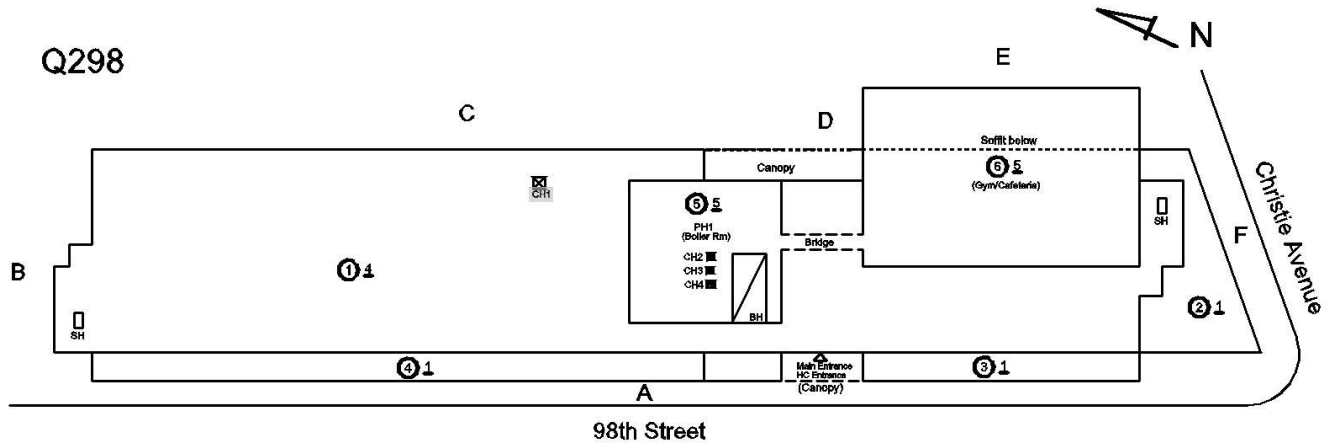 N
Q298
E
C
D
Soffit below
Canopy
6 5
(Gym/Cafeteria)
CH1
5 5
PH1
(Boiler Rm)
SH
Christie Avenue
F
Bridge
B
1 4
CH2
CH3
CH4
2 1
SH
BH
4 1
Main Entrance
HC Entrance
(Canopy)
3 1
A
98th Street